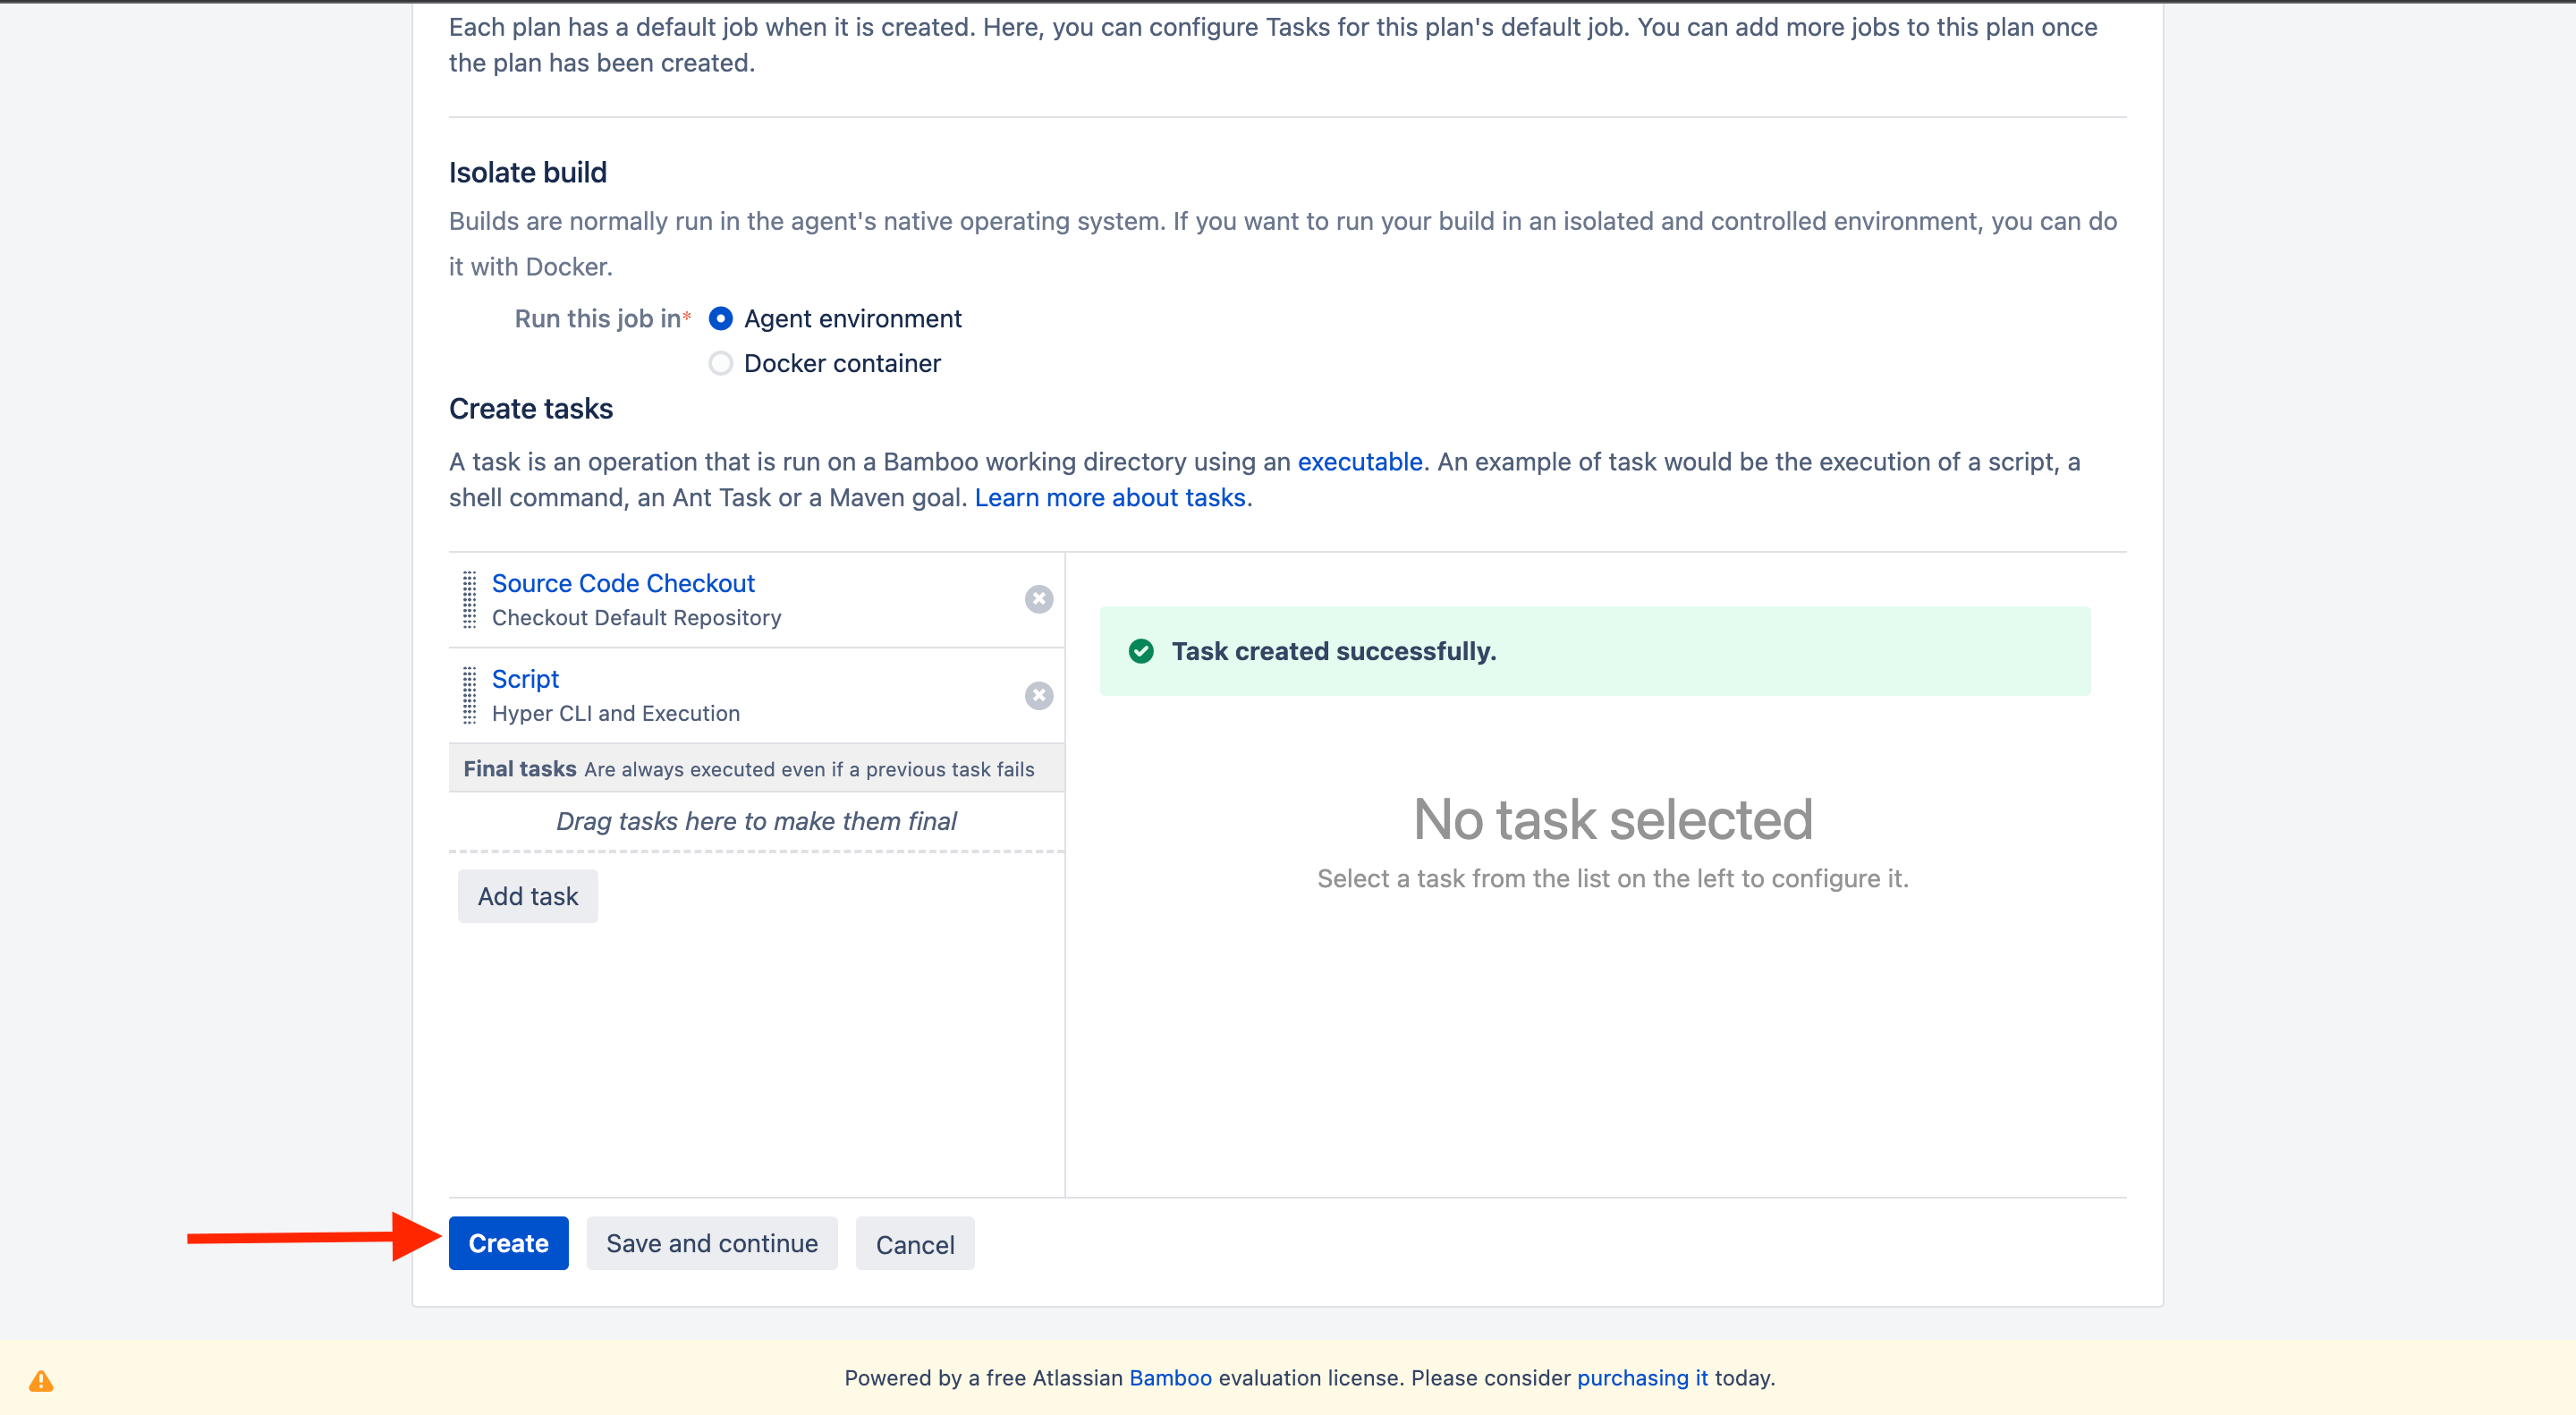 Each plan has a default job when it is created. Here, you can configure Tasks for this plan's default job. You can add more jobs to this plan once
the plan has been created.
Isolate build
Builds are normally run in the agent's native operating system. If you want to run your build in an isolated and controlled environment, you can do
it with Docker.
Run this job in* Agent environment
Docker container
Create tasks
A task is an operation that is run on a Bamboo working directory using an executable. An example of task would be the execution of a script, a
shell command, an Ant Task or a Maven goal. Learn more about tasks.
Source Code Checkout
Checkout Default Repository
Script
Hyper CLI and Execution
Final tasks Are always executed even if a previous task fails
Drag tasks here to make them final
Add task
Task created successfully.
No task selected
Select a task from the list on the left to configure it.
Create Save and continue Cancel
Powered by a free Atlassian Bamboo evaluation license. Please consider purchasing it today.